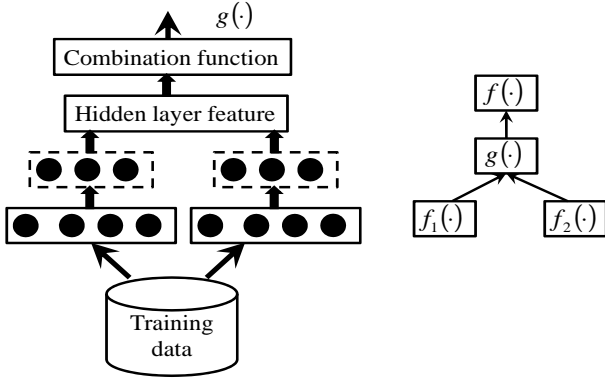 g(·)
Combination function
Hidden layer feature
Training
data
f(·)
g(·)
f₁(·)
f₂(·)